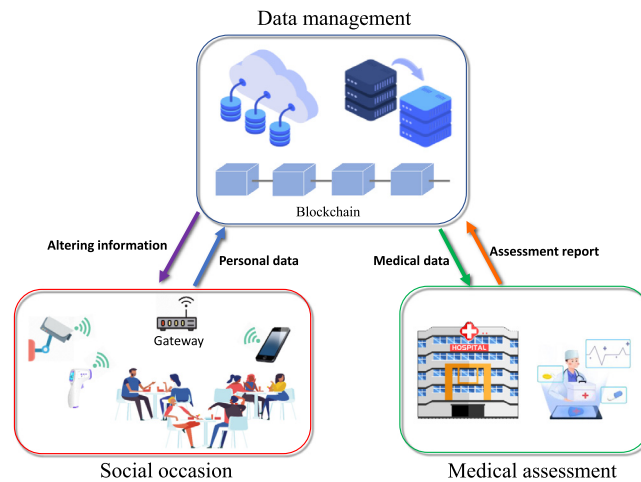 Data management
Blockchain
Altering information
Personal data
Medical data
Assessment report
Gateway
HOSPITAL
Social occasion
Medical assessment